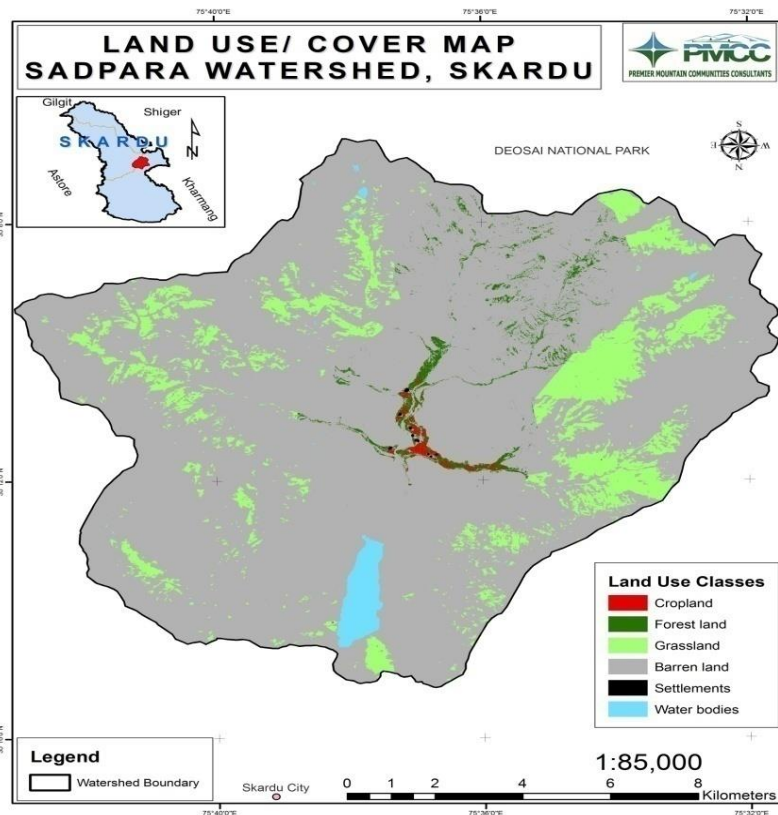 75°40'0"E
75°36'0"E
75°32'0"E
LAND USE/ COVER MAP
SADPARA WATERSHED, SKARDU
PMCC
PREMIER MOUNTAIN COMMUNITIES CONSULTANTS
Gilgit
Shiger
SKARDU
N
Astore
Kharmang
DEOSAI NATIONAL PARK
S
E
W
N
Land Use Classes
Cropland
Forest land
Grassland
Barren land
Settlements
Water bodies
Legend
Watershed Boundary
Skardu City
1:85,000
0 1 2 4 6 8
Kilometers
75°40'0"E
75°36'0"E
75°32'0"E